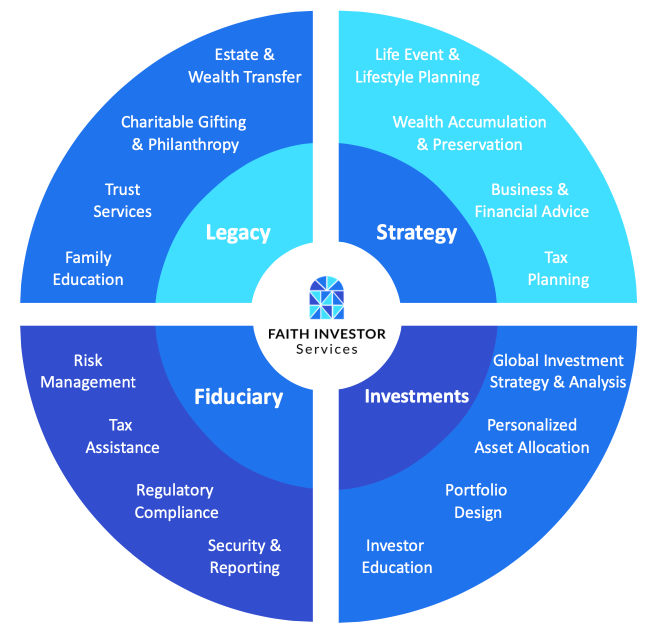 Estate &
Wealth Transfer
Charitable Gifting
& Philanthropy
Trust
Services
Family
Education
Legacy
Life Event &
Lifestyle Planning
Wealth Accumulation
& Preservation
Business &
Financial Advice
Tax
Planning
Strategy
FAITH INVESTOR
Services
Risk
Management
Tax
Assistance
Regulatory
Compliance
Security &
Reporting
Fiduciary
Investments
Global Investment
Strategy & Analysis
Personalized
Asset Allocation
Portfolio
Design
Investor
Education